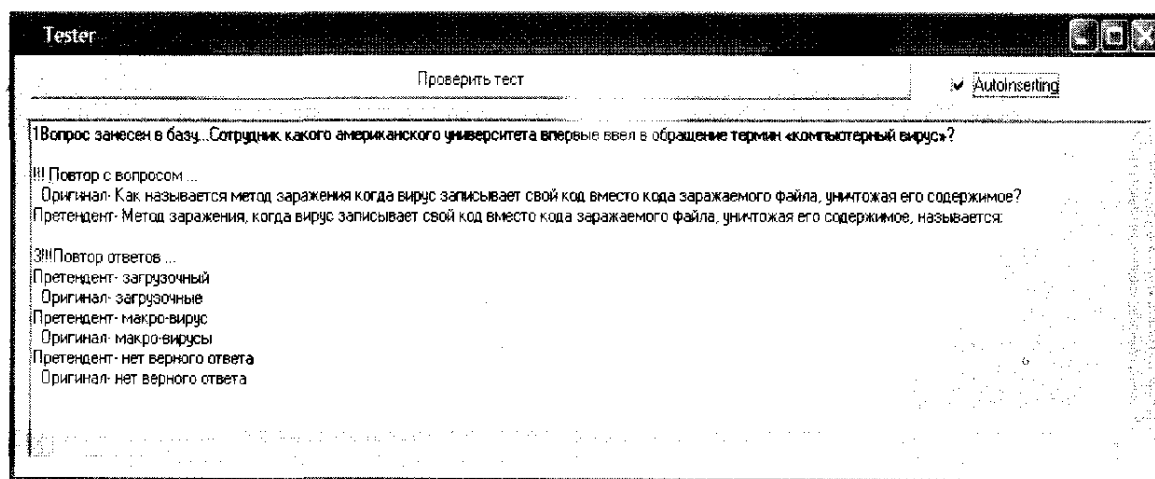 Tester
Проверить тест
Autoinserting
1Вопрос занесен в базу...Сотрудник какого американского университета впервые ввел в обращение термин «компьютерный вирус»?
!!! Повтор с вопросом ...
Оригинал- Как называется метод заражения когда вирус записывает свой код вместо кода заражаемого файла, уничтожая его содержимое?
Претендент- Метод заражения, когда вирус записывает свой код вместо кода заражаемого файла, уничтожая его содержимое, называется:
3!!!Повтор ответов ...
Претендент- загрузочный
Оригинал- загрузочные
Претендент- макро-вирус
Оригинал- макро-вирусы
Претендент- нет верного ответа
Оригинал- нет верного ответа